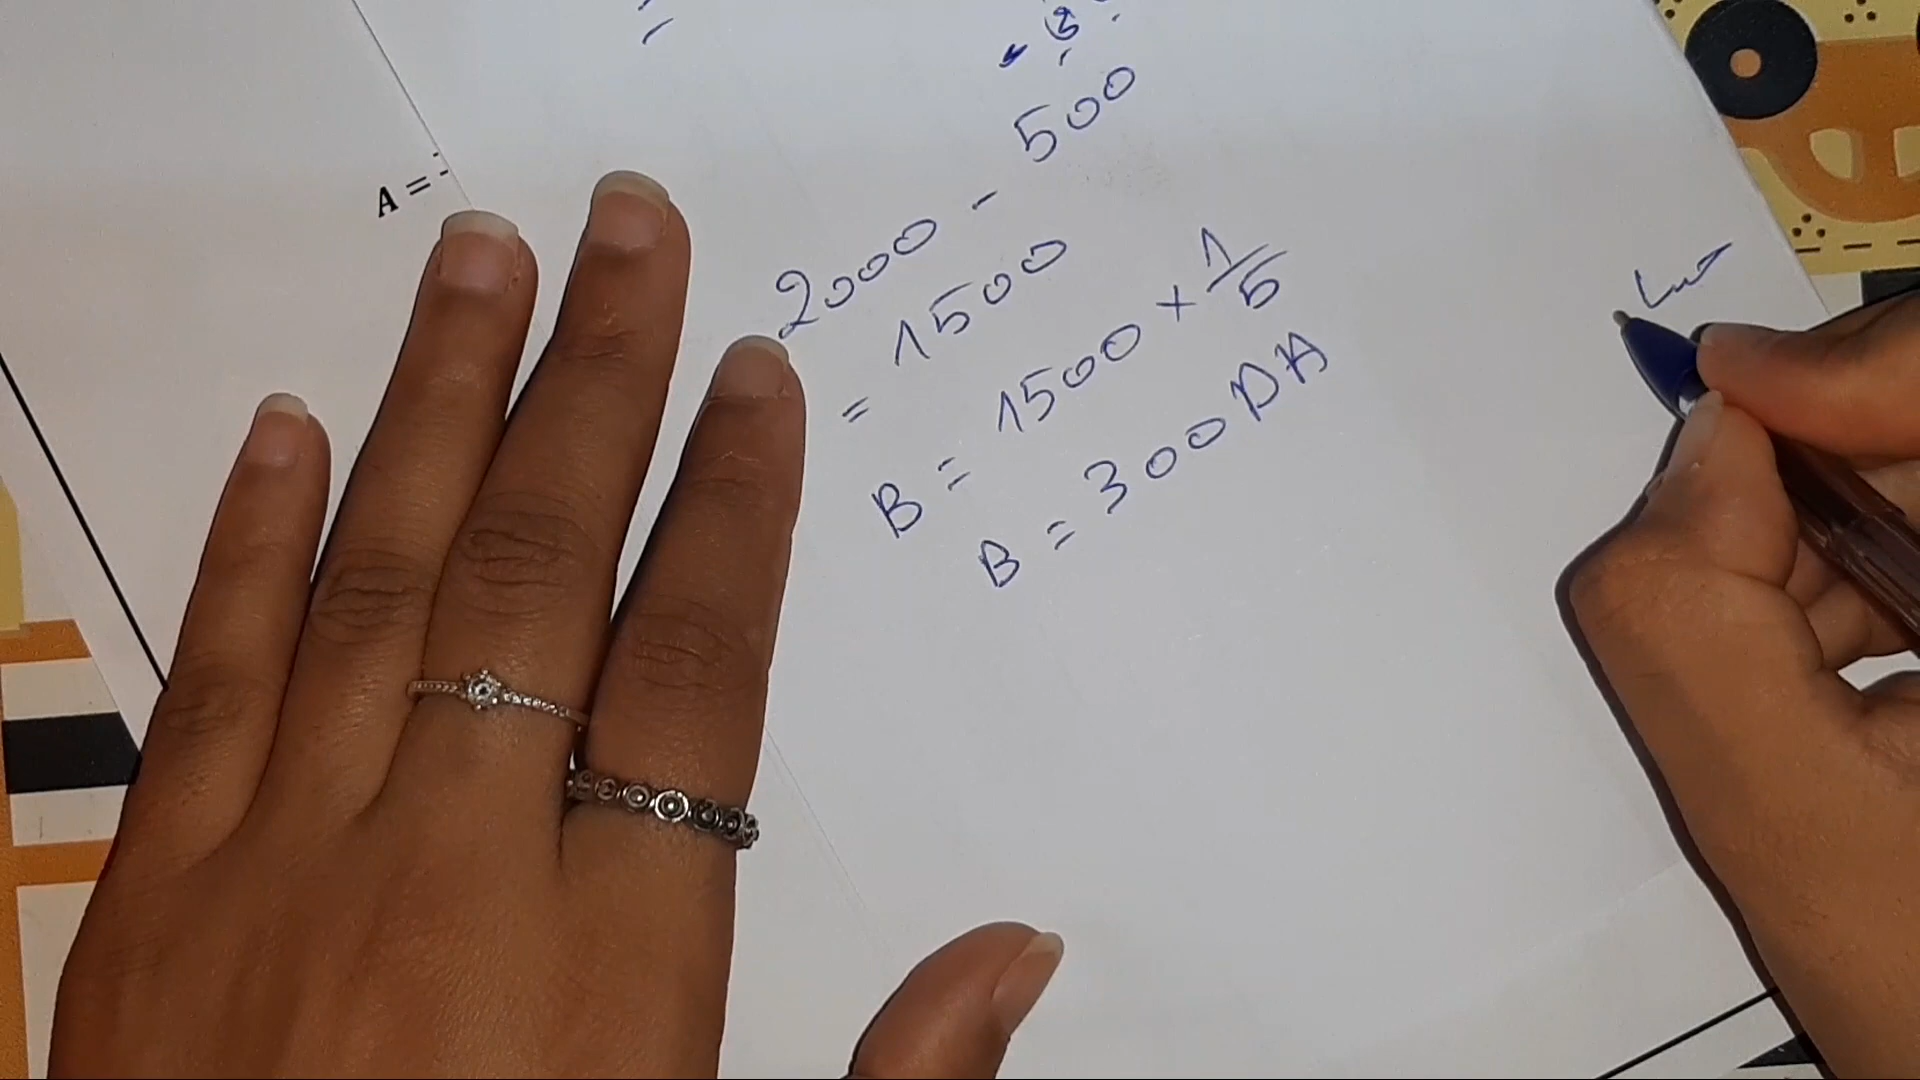 A =
500
2000 -
= 1500
B = 1500 × 1/5
B = 300 DA